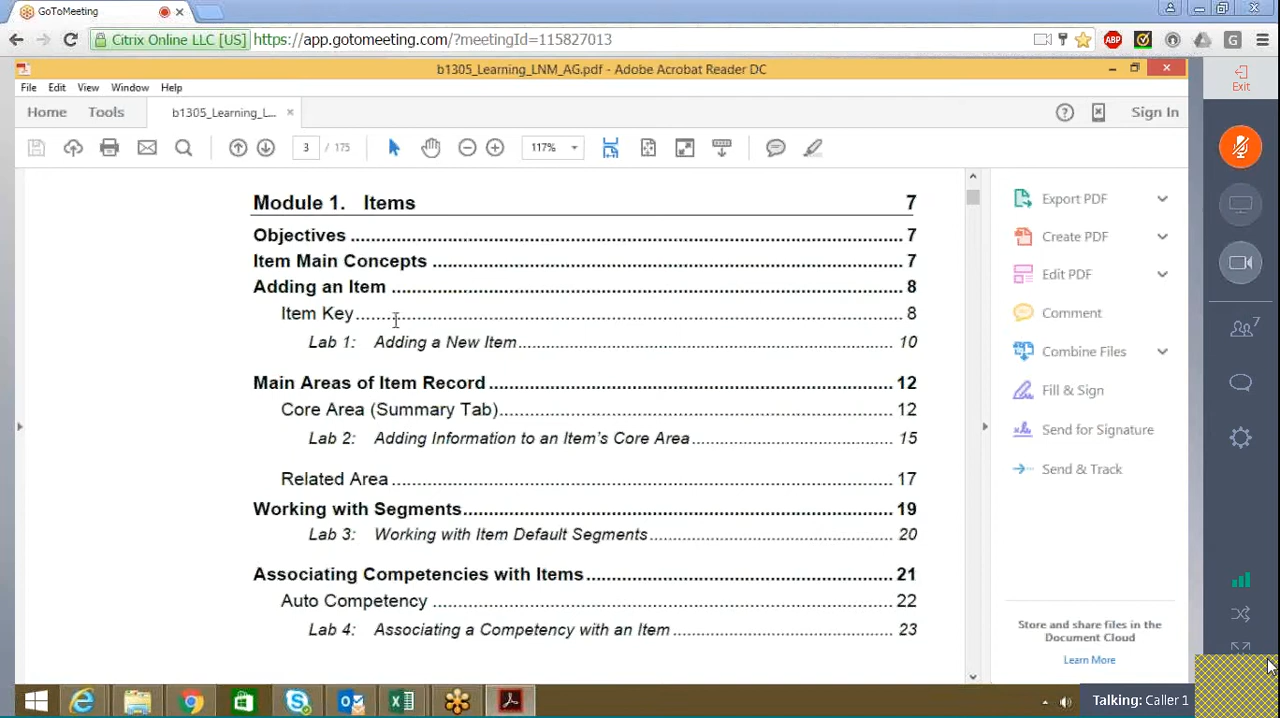 GoToMeeting
Citrix Online LLC [US] https://app.gotomeeting.com/?meetingId=115827013
ABP
G
b1305_Learning_LNM_AG.pdf - Adobe Acrobat Reader DC
Exit
File Edit View Window Help
Home Tools b1305_Learning_L... Sign In
3 / 175 117%
Module 1. Items 7
Objectives 7
Item Main Concepts 7
Adding an Item 8
Item Key 8
Lab 1: Adding a New Item 10
Main Areas of Item Record 12
Core Area (Summary Tab) 12
Lab 2: Adding Information to an Item's Core Area 15
Related Area 17
Working with Segments 19
Lab 3: Working with Item Default Segments 20
Associating Competencies with Items 21
Auto Competency 22
Lab 4: Associating a Competency with an Item 23
Export PDF
Create PDF
Edit PDF
Comment
Combine Files
Fill & Sign
Send for Signature
Send & Track
Store and share files in the
Document Cloud
Learn More
7
Talking: Caller 1